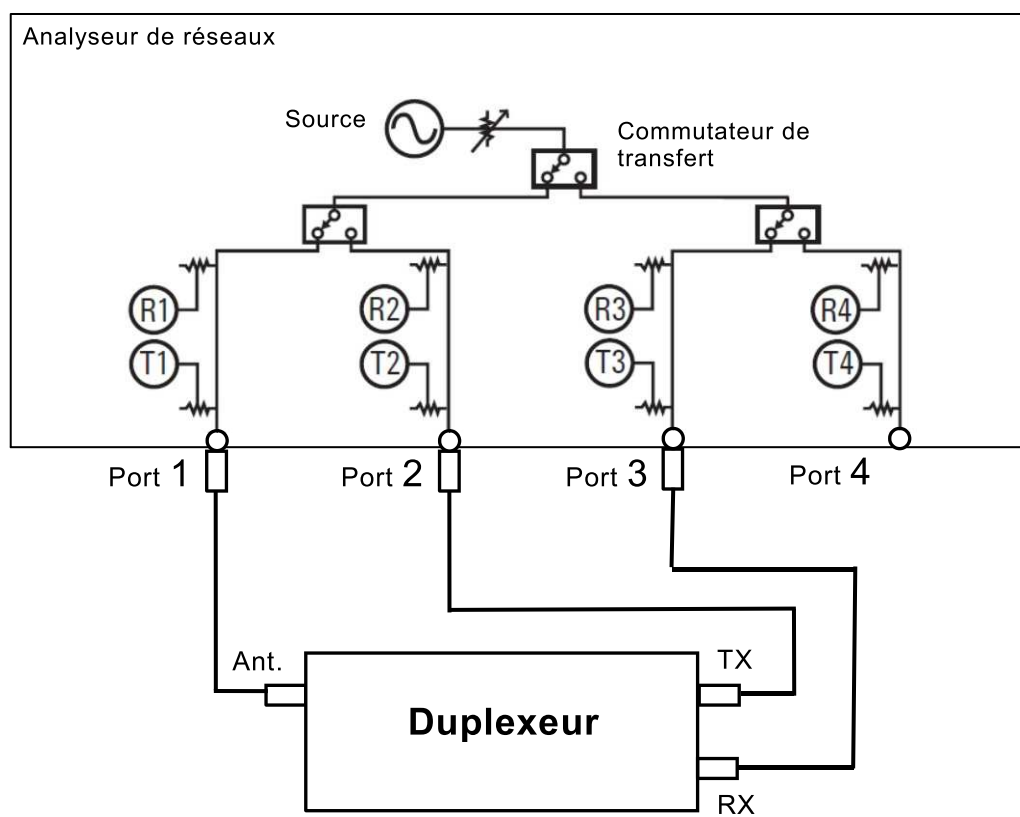 Analyseur de réseaux
Source
Commutateur de
transfert
R1
R2
R3
R4
T1
T2
T3
T4
Port 1
Port 2
Port 3
Port 4
Ant.
TX
Duplexeur
RX